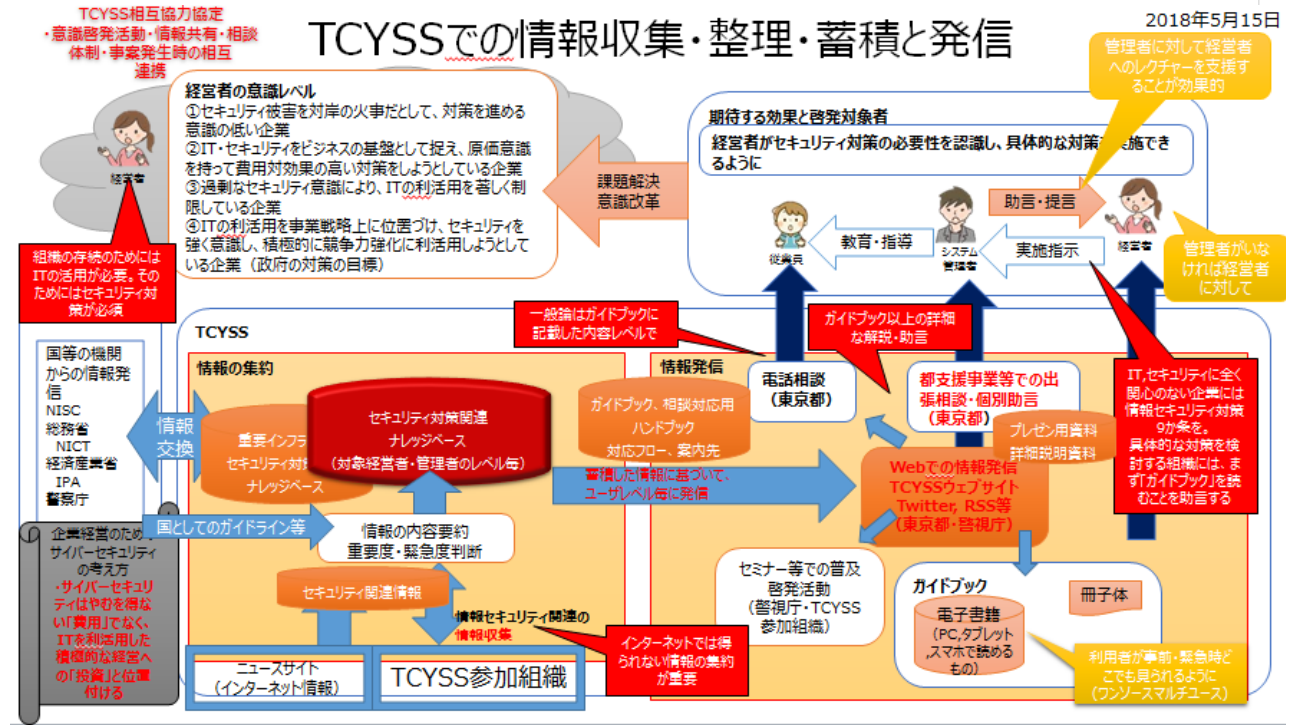 TCYSS相互協力協定
・意識啓発活動・情報共有・相談
体制・事案発生時の相互
連携
TCYSSでの情報収集・整理・蓄積と発信
2018年5月15日
管理者に対して経営者
へのレクチャーを支援す
ることが効果的
経営者
経営者の意識レベル
①セキュリティ被害を対岸の火事だとして、対策を進める
意識の低い企業
②IT・セキュリティをビジネスの基盤として捉え、原価意識
を持って費用対効果の高い対策をしようとしている企業
③過剰なセキュリティ意識により、ITの利活用を著しく制
限している企業
④ITの利活用を事業戦略上に位置づけ、セキュリティを
強く意識し、積極的に競争力強化に利活用しようとして
いる企業（政府の対策の目標）
課題解決
意識改革
期待する効果と啓発対象者
経営者がセキュリティ対策の必要性を認識し、具体的な対策
実施でき
るように
従業員
教育・指導
システム
管理者
助言・提言
実施指示
経営者
管理者がいな
ければ経営者
に対して
組織の存続のためには
ITの活用が必要。その
ためにはセキュリティ対
策が必須
TCYSS
一般論はガイドブックに
記載した内容レベルで
ガイドブック以上の詳細
な解説・助言
IT,セキュリティに全く
関心のない企業には
情報セキュリティ対策
9か条を。
具体的な対策を検
討する組織には、ま
ず「ガイドブック」を読
むことを助言する
国等の機関
からの情報発
信
NISC
総務省
NICT
経済産業省
IPA
警察庁
情報
交換
情報の集約
重要インフラ
セキュリティ対
ナレッジベース
セキュリティ対策関連
ナレッジベース
（対象経営者・管理者のレベル毎）
国としてのガイドライン等
情報の内容要約
重要度・緊急度判断
セキュリティ関連情報
情報セキュリティ関連の
情報収集
ニュースサイト
（インターネット情報）
TCYSS参加組織
インターネットでは得
られない情報の集約
が重要
企業経営のため
サイバーセキュリティ
の考え方
・サイバーセキュリ
ティはやむを得な
い「費用」でなく、
ITを利活用した
積極的な経営へ
の「投資」と位置
付ける
情報発信
ガイドブック、相談対応用
ハンドブック
対応フロー、案内先
蓄積した情報に基づいて、
ユーザレベル毎に発信
電話相談
（東京都）
都支援事業等での出
張相談・個別助言
（東京都）
プレゼン用資料
詳細説明資料
Webでの情報発信
TCYSSウェブサイト
Twitter, RSS等
（東京都・警視庁）
セミナー等での普及
啓発活動
（警視庁・TCYSS
参加組織）
ガイドブック
電子書籍
（PC,タブレット
,スマホで読める
もの）
冊子体
利用者が事前・緊急時ど
こでも見られるように
（ワンソースマルチユース）